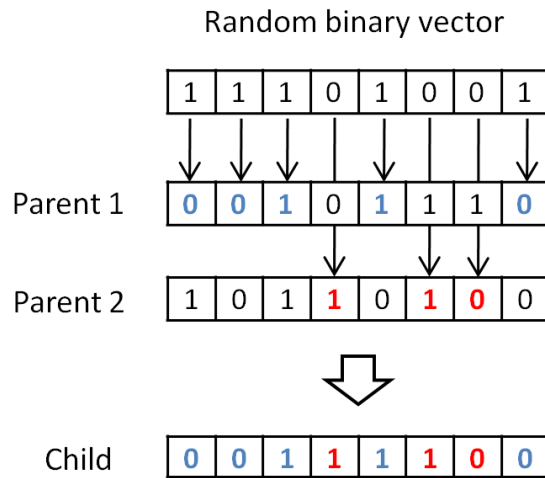 Random binary vector
1 1 1 0 1 0 0 1
Parent 1 0 0 1 0 1 1 1 0
Parent 2 1 0 1 1 0 1 0 0
Child 0 0 1 1 1 1 0 0